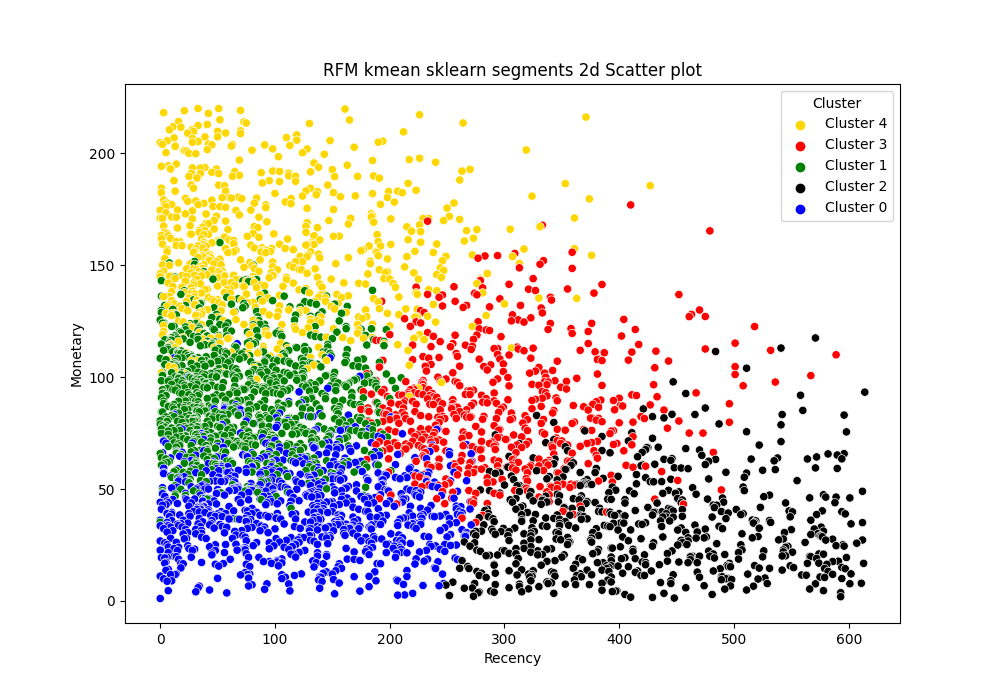 RFM kmean sklearn segments 2d Scatter plot
Cluster
Cluster 4
Cluster 3
Cluster 1
Cluster 2
Cluster 0
Monetary
200
150
100
50
0
0 100 200 300 400 500 600
Recency